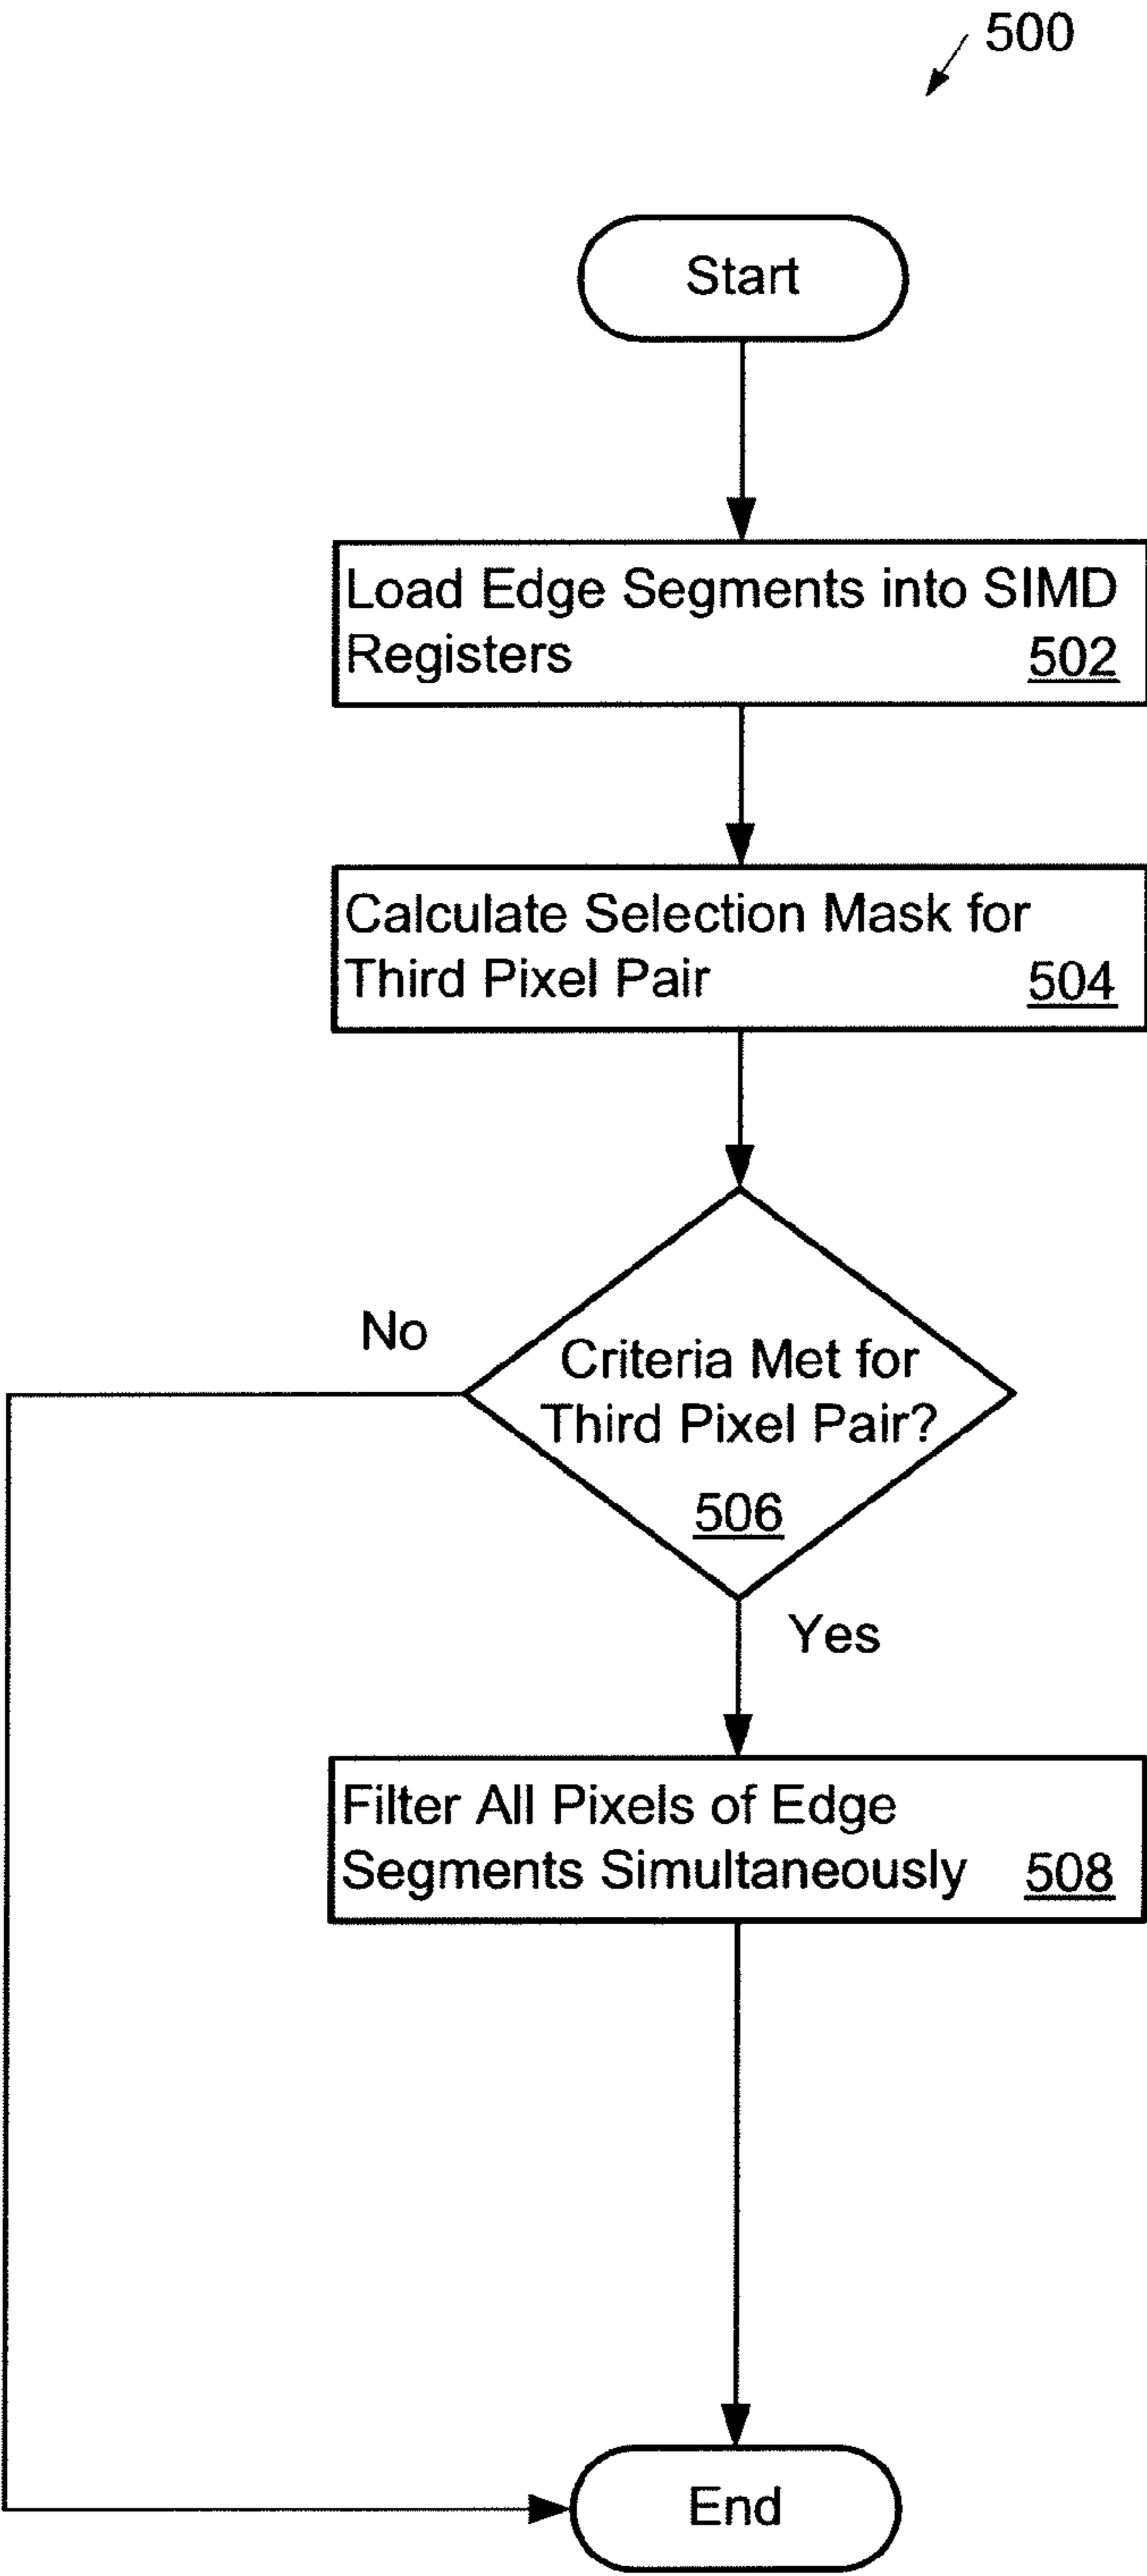 500
Start
Load Edge Segments into SIMD
Registers 502
Calculate Selection Mask for
Third Pixel Pair 504
No
Criteria Met for
Third Pixel Pair?
506
Yes
Filter All Pixels of Edge
Segments Simultaneously 508
End